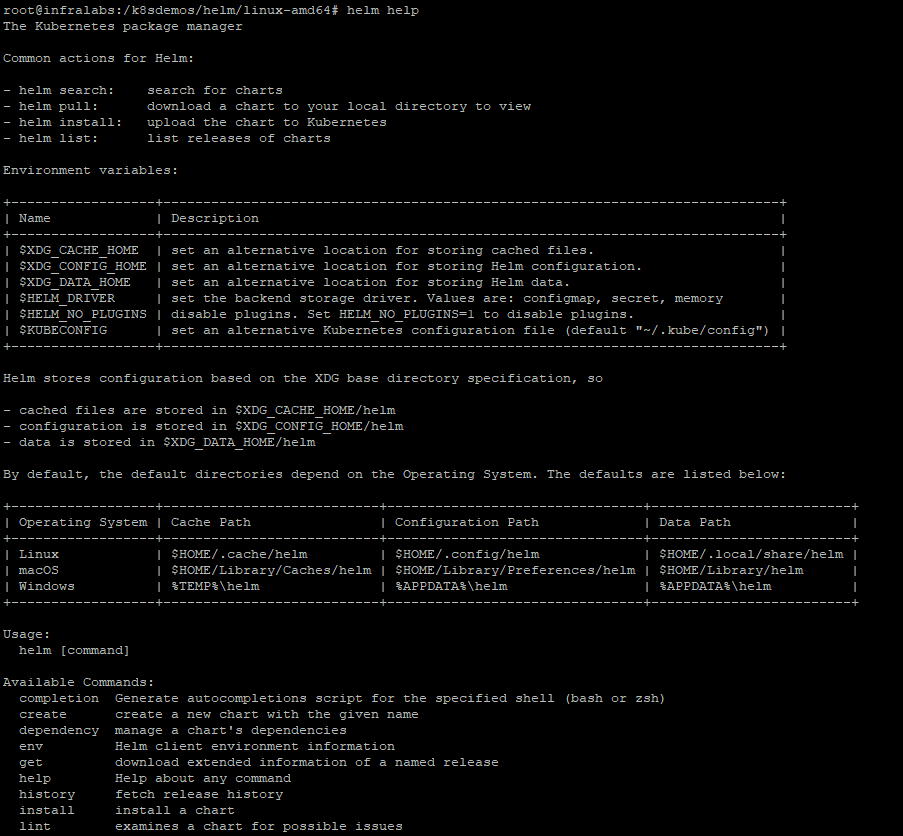 root@infralabs:/k8sdemos/helm/linux-amd64# helm help
The Kubernetes package manager

Common actions for Helm:

- helm search:    search for charts
- helm pull:      download a chart to your local directory to view
- helm install:   upload the chart to Kubernetes
- helm list:      list releases of charts

Environment variables:

+------------------+-----------------------------------------------------------------------------+
| Name             | Description                                                                 |
+------------------+-----------------------------------------------------------------------------+
| $XDG_CACHE_HOME  | set an alternative location for storing cached files.                       |
| $XDG_CONFIG_HOME | set an alternative location for storing Helm configuration.                 |
| $XDG_DATA_HOME   | set an alternative location for storing Helm data.                          |
| $HELM_DRIVER     | set the backend storage driver. Values are: configmap, secret, memory       |
| $HELM_NO_PLUGINS | disable plugins. Set HELM_NO_PLUGINS=1 to disable plugins.                  |
| $KUBECONFIG      | set an alternative Kubernetes configuration file (default "~/.kube/config") |
+------------------+-----------------------------------------------------------------------------+

Helm stores configuration based on the XDG base directory specification, so

- cached files are stored in $XDG_CACHE_HOME/helm
- configuration is stored in $XDG_CONFIG_HOME/helm
- data is stored in $XDG_DATA_HOME/helm

By default, the default directories depend on the Operating System. The defaults are listed below:

+------------------+---------------------------+--------------------------------+-------------------------+
| Operating System | Cache Path                | Configuration Path             | Data Path               |
+------------------+---------------------------+--------------------------------+-------------------------+
| Linux            | $HOME/.cache/helm         | $HOME/.config/helm             | $HOME/.local/share/helm |
| macOS            | $HOME/Library/Caches/helm | $HOME/Library/Preferences/helm | $HOME/Library/helm      |
| Windows          | %TEMP%\helm               | %APPDATA%\helm                 | %APPDATA%\helm          |
+------------------+---------------------------+--------------------------------+-------------------------+

Usage:
  helm [command]

Available Commands:
  completion  Generate autocompletions script for the specified shell (bash or zsh)
  create      create a new chart with the given name
  dependency  manage a chart's dependencies
  env         Helm client environment information
  get         download extended information of a named release
  help        Help about any command
  history     fetch release history
  install     install a chart
  lint        examines a chart for possible issues